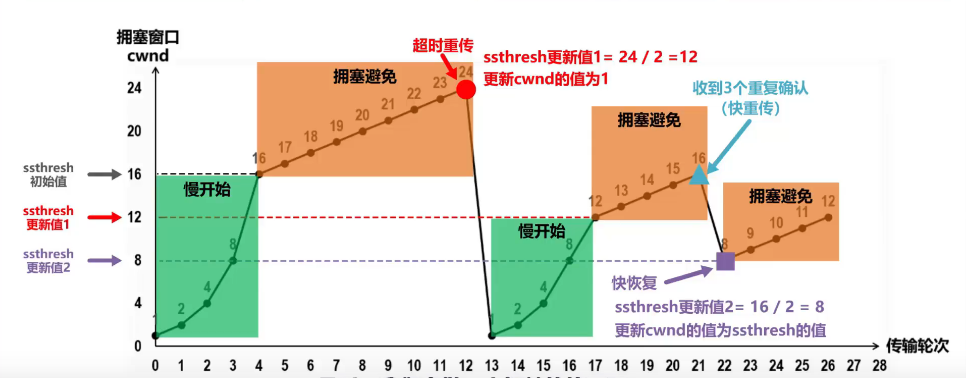 拥塞窗口
cwnd
24
20
16
12
8
4
0
ssthresh
初始值
ssthresh
更新值1
ssthresh
更新值2
慢开始
2
4
8
16
拥塞避免
17
18
19
20
21
22
23
24
超时重传
ssthresh更新值1= 24 / 2 =12
更新cwnd的值为1
慢开始
1
2
4
8
12
拥塞避免
13
14
15
16
收到3个重复确认
（快重传）
拥塞避免
8
9
10
11
12
快恢复
ssthresh更新值2= 16 / 2 = 8
更新cwnd的值为ssthresh的值
0 1 2 3 4 5 6 7 8 9 10 11 12 13 14 15 16 17 18 19 20 21 22 23 24 25 26 27 28
传输轮次